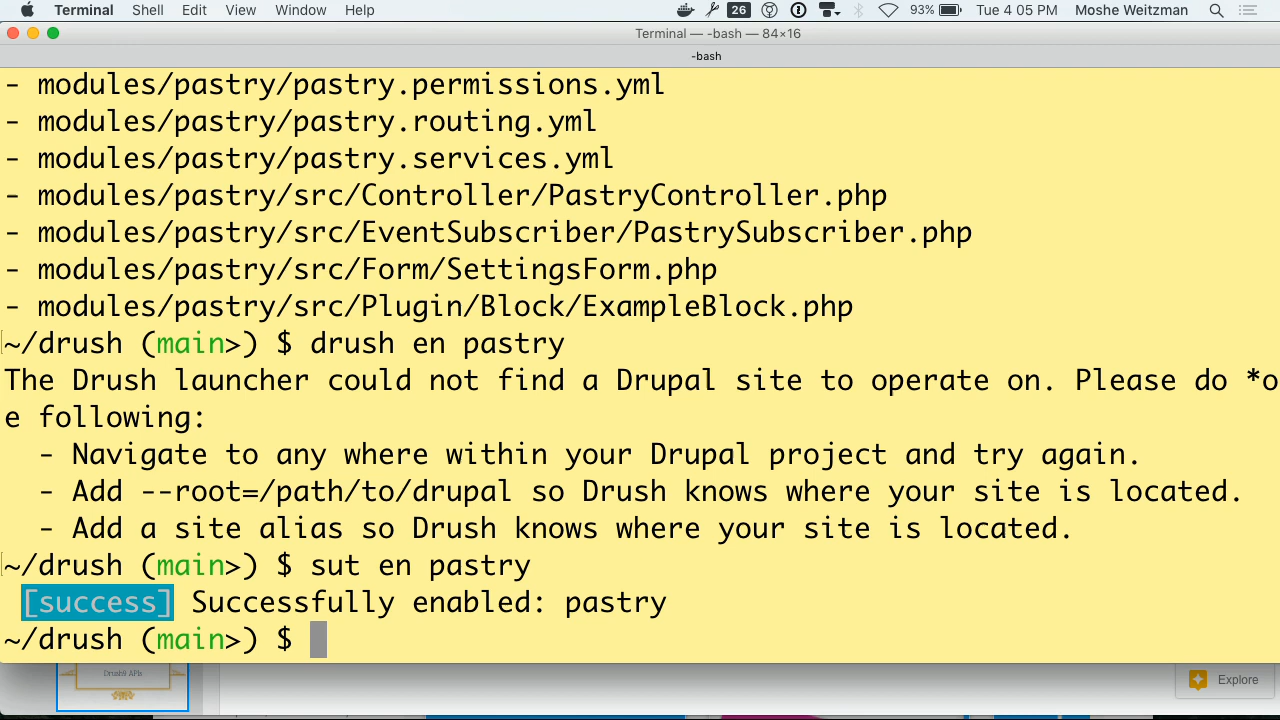 Terminal Shell Edit View Window Help 26 93% Tue 4 05 PM Moshe Weitzman
Terminal — -bash — 84×16
-bash
- modules/pastry/pastry.permissions.yml
- modules/pastry/pastry.routing.yml
- modules/pastry/pastry.services.yml
- modules/pastry/src/Controller/PastryController.php
- modules/pastry/src/EventSubscriber/PastrySubscriber.php
- modules/pastry/src/Form/SettingsForm.php
- modules/pastry/src/Plugin/Block/ExampleBlock.php
~/drush (main>) $ drush en pastry
The Drush launcher could not find a Drupal site to operate on. Please do *o
e following:
- Navigate to any where within your Drupal project and try again.
- Add --root=/path/to/drupal so Drush knows where your site is located.
- Add a site alias so Drush knows where your site is located.
~/drush (main>) $ sut en pastry
[success] Successfully enabled: pastry
~/drush (main>) $
Drush9 APIs
Explore